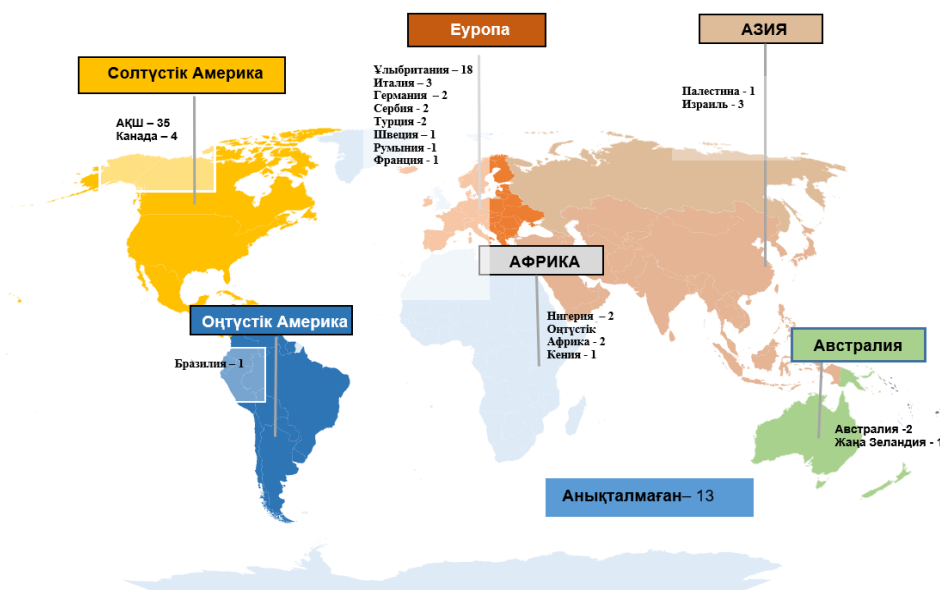 Еуропа
АЗИЯ
Солтүстік Америка
Ұлыбритания – 18
Италия – 3
Германия – 2
Сербия - 2
Турция -2
Швеция – 1
Румыния -1
Франция - 1
Палестина - 1
Израиль - 3
АҚШ – 35
Канада – 4
АФРИКА
Нигерия – 2
Оңтүстік
Африка - 2
Кения - 1
Оңтүстік Америка
Бразилия – 1
Австралия
Австралия -2
Жаңа Зеландия - 1
Анықталмаған– 13